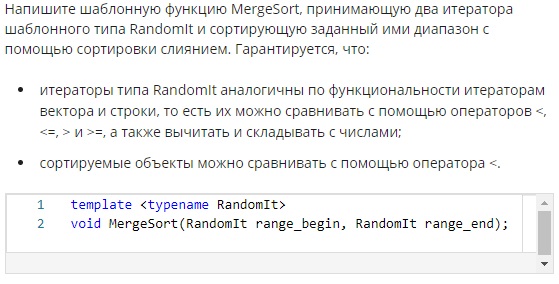 Напишите шаблонную функцию MergeSort, принимающую два итератора
шаблонного типа RandomIt и сортирующую заданный ими диапазон с
помощью сортировки слиянием. Гарантируется, что:
• итераторы типа RandomIt аналогичны по функциональности итераторам
вектора и строки, то есть их можно сравнивать с помощью операторов <,
<=, > и >=, а также вычитать и складывать с числами;
• сортируемые объекты можно сравнивать с помощью оператора <.
1 template <typename RandomIt>
2 void MergeSort(RandomIt range_begin, RandomIt range_end);